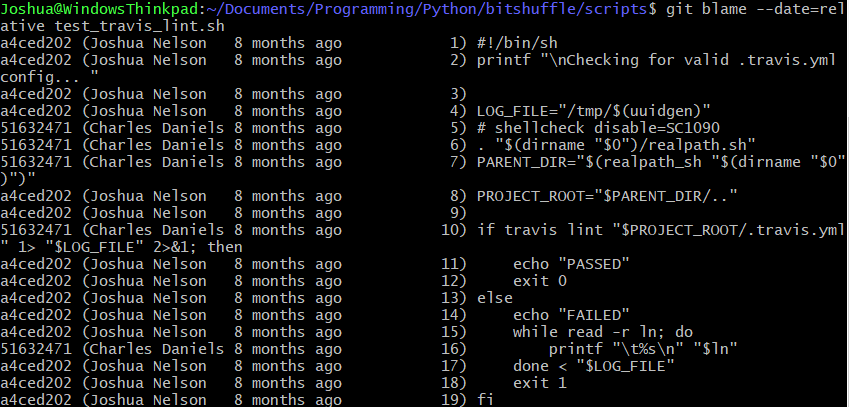 Joshua@WindowsThinkpad:~/Documents/Programming/Python/bitshuffle/scripts$ git blame --date=rel
ative test_travis_lint.sh
a4ced202 (Joshua Nelson   8 months ago            1) #!/bin/sh
a4ced202 (Joshua Nelson   8 months ago            2) printf "\nChecking for valid .travis.yml
config... "
a4ced202 (Joshua Nelson   8 months ago            3)
a4ced202 (Joshua Nelson   8 months ago            4) LOG_FILE="/tmp/$(uuidgen)"
51632471 (Charles Daniels 8 months ago            5) # shellcheck disable=SC1090
51632471 (Charles Daniels 8 months ago            6) . "$(dirname "$0")/realpath.sh"
51632471 (Charles Daniels 8 months ago            7) PARENT_DIR="$(realpath_sh "$(dirname "$0"
)")"
a4ced202 (Joshua Nelson   8 months ago            8) PROJECT_ROOT="$PARENT_DIR/.."
a4ced202 (Joshua Nelson   8 months ago            9)
51632471 (Charles Daniels 8 months ago           10) if travis lint "$PROJECT_ROOT/.travis.yml
" 1> "$LOG_FILE" 2>&1; then
a4ced202 (Joshua Nelson   8 months ago           11)     echo "PASSED"
a4ced202 (Joshua Nelson   8 months ago           12)     exit 0
a4ced202 (Joshua Nelson   8 months ago           13) else
a4ced202 (Joshua Nelson   8 months ago           14)     echo "FAILED"
a4ced202 (Joshua Nelson   8 months ago           15)     while read -r ln; do
51632471 (Charles Daniels 8 months ago           16)         printf "\t%s\n" "$ln"
a4ced202 (Joshua Nelson   8 months ago           17)     done < "$LOG_FILE"
a4ced202 (Joshua Nelson   8 months ago           18)     exit 1
a4ced202 (Joshua Nelson   8 months ago           19) fi